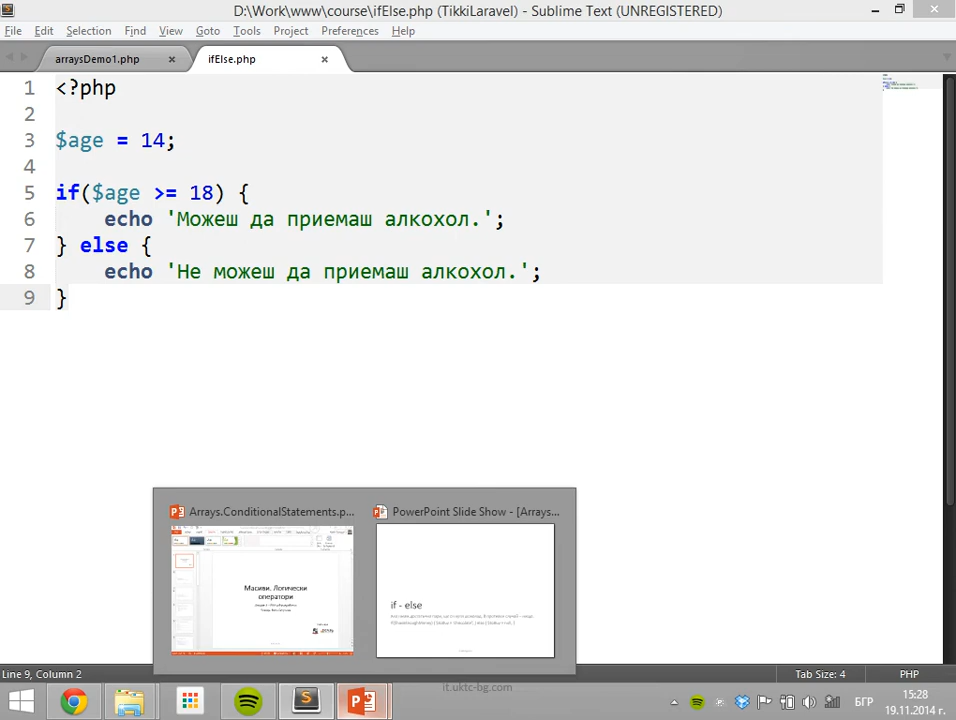 D:\Work\www\course\ifElse.php (TikkiLaravel) - Sublime Text (UNREGISTERED)
File Edit Selection Find View Goto Tools Project Preferences Help
arraysDemo1.php ifElse.php
1 <?php
2
3 $age = 14;
4
5 if($age >= 18) {
6 echo 'Можеш да приемаш алкохол.';
7 } else {
8 echo 'Не можеш да приемаш алкохол.';
9 }
Arrays.ConditionalStatements.p... PowerPoint Slide Show - [Arrays...
Масиви. Логически
оператори
if - else
Line 9, Column 2 Tab Size: 4 PHP
it.uktc-bg.com
БГР
15:28
19.11.2014 г.